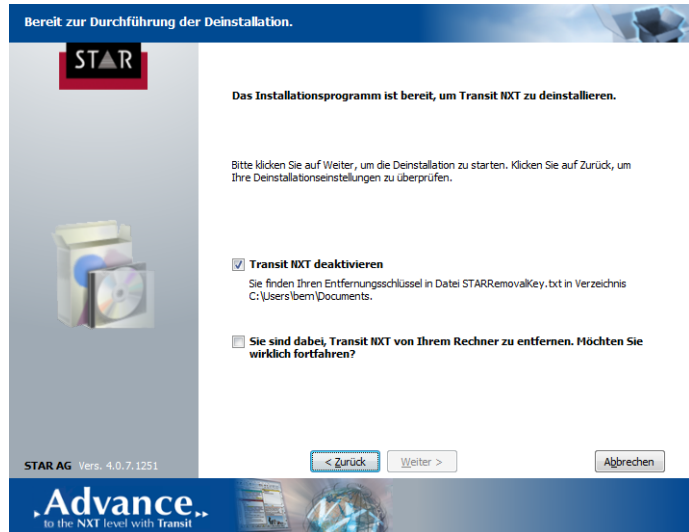 Bereit zur Durchführung der Deinstallation.
STAR
Das Installationsprogramm ist bereit, um Transit NXT zu deinstallieren.
Bitte klicken Sie auf Weiter, um die Deinstallation zu starten. Klicken Sie auf Zurück, um
Ihre Deinstallationseinstellungen zu überprüfen.
Transit NXT deaktivieren
Sie finden Ihren Entfernungsschlüssel in Datei STARRemovalKey.txt in Verzeichnis
C:\Users\bern\Documents.
Sie sind dabei, Transit NXT von Ihrem Rechner zu entfernen. Möchten Sie
wirklich fortfahren?
STAR AG Vers. 4.0.7.1251
< Zurück
Weiter >
Abbrechen
Advance
to the NXT level with Transit